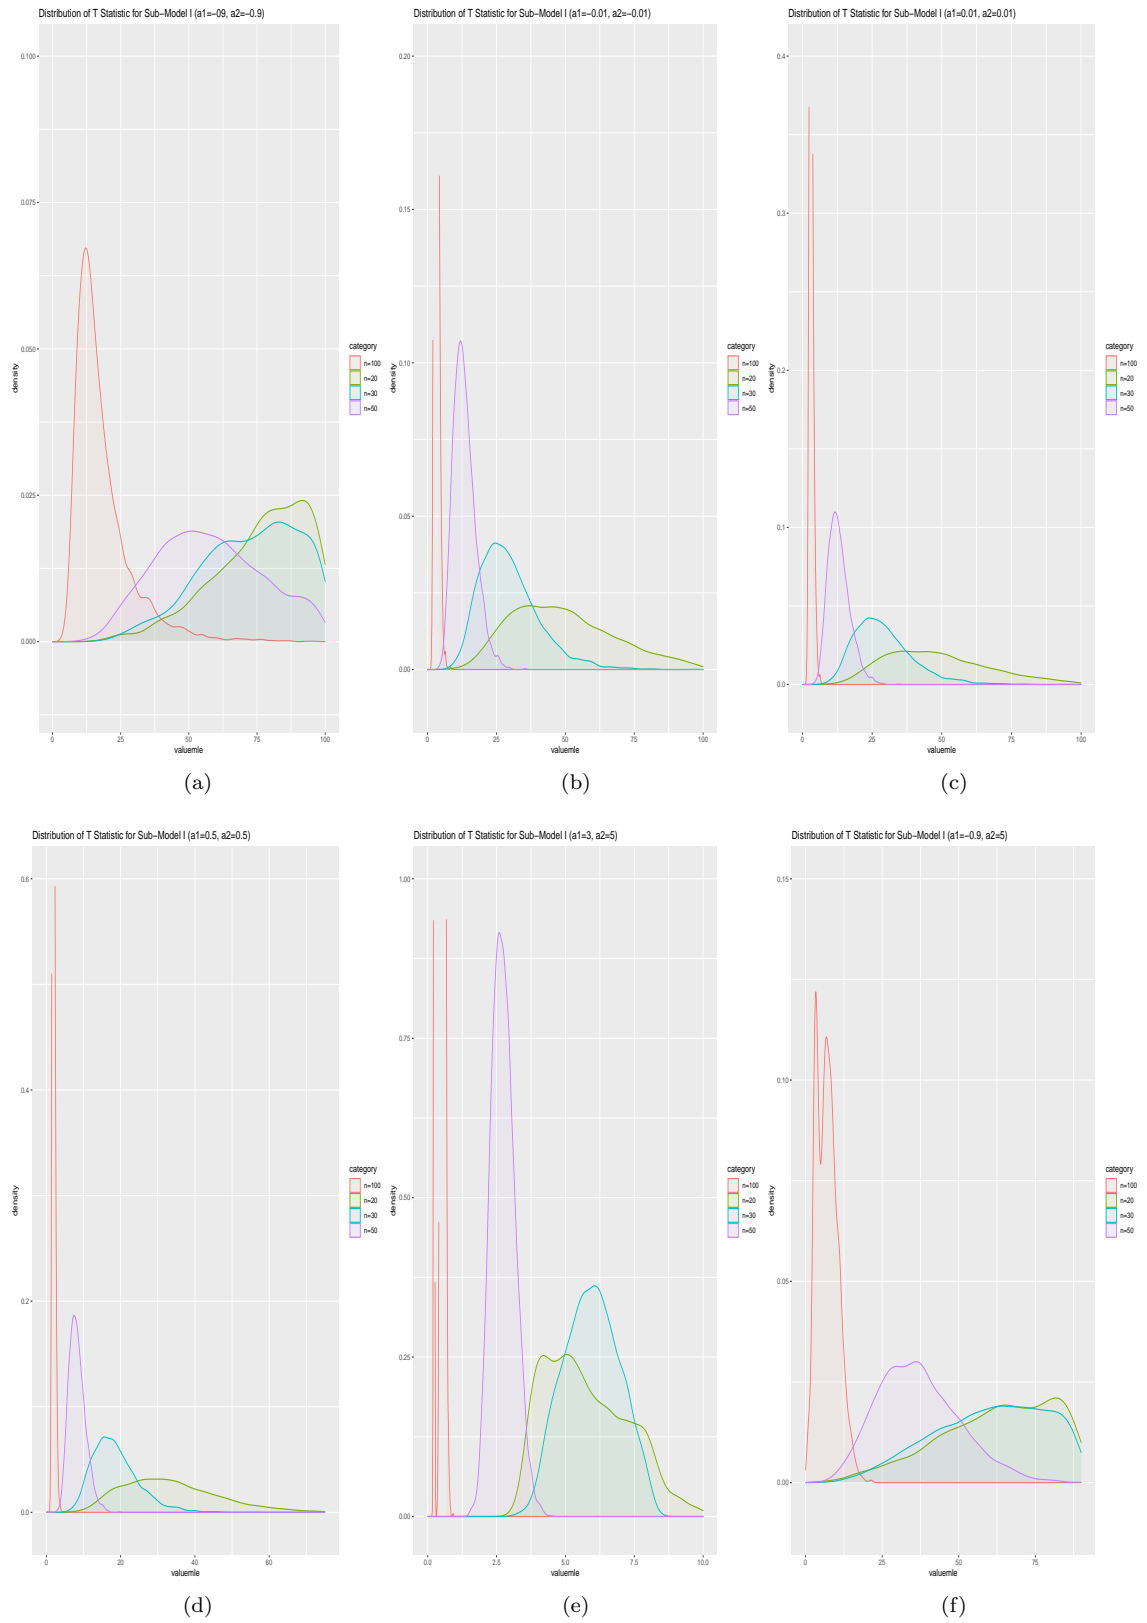 Distribution of T Statistic for Sub−Model I (a1=−09, a2=−0.9)
0.100
0.075
0.050
0.025
0.000
density
0 25 50 75 100
valuemle
category
n=100
n=20
n=30
n=50
(a)
Distribution of T Statistic for Sub−Model I (a1=−0.01, a2=−0.01)
0.20
0.15
0.10
0.05
0.00
density
0 25 50 75 100
valuemle
category
n=100
n=20
n=30
n=50
(b)
Distribution of T Statistic for Sub−Model I (a1=0.01, a2=0.01)
0.4
0.3
0.2
0.1
0.0
density
0 25 50 75 100
valuemle
category
n=100
n=20
n=30
n=50
(c)
Distribution of T Statistic for Sub−Model I (a1=0.5, a2=0.5)
0.6
0.4
0.2
0.0
density
0 20 40 60
valuemle
category
n=100
n=20
n=30
n=50
(d)
Distribution of T Statistic for Sub−Model I (a1=3, a2=5)
1.00
0.75
0.50
0.25
0.00
density
0.0 2.5 5.0 7.5 10.0
valuemle
category
n=100
n=20
n=30
n=50
(e)
Distribution of T Statistic for Sub−Model I (a1=−0.9, a2=5)
0.15
0.10
0.05
0.00
density
0 25 50 75
valuemle
category
n=100
n=20
n=30
n=50
(f)